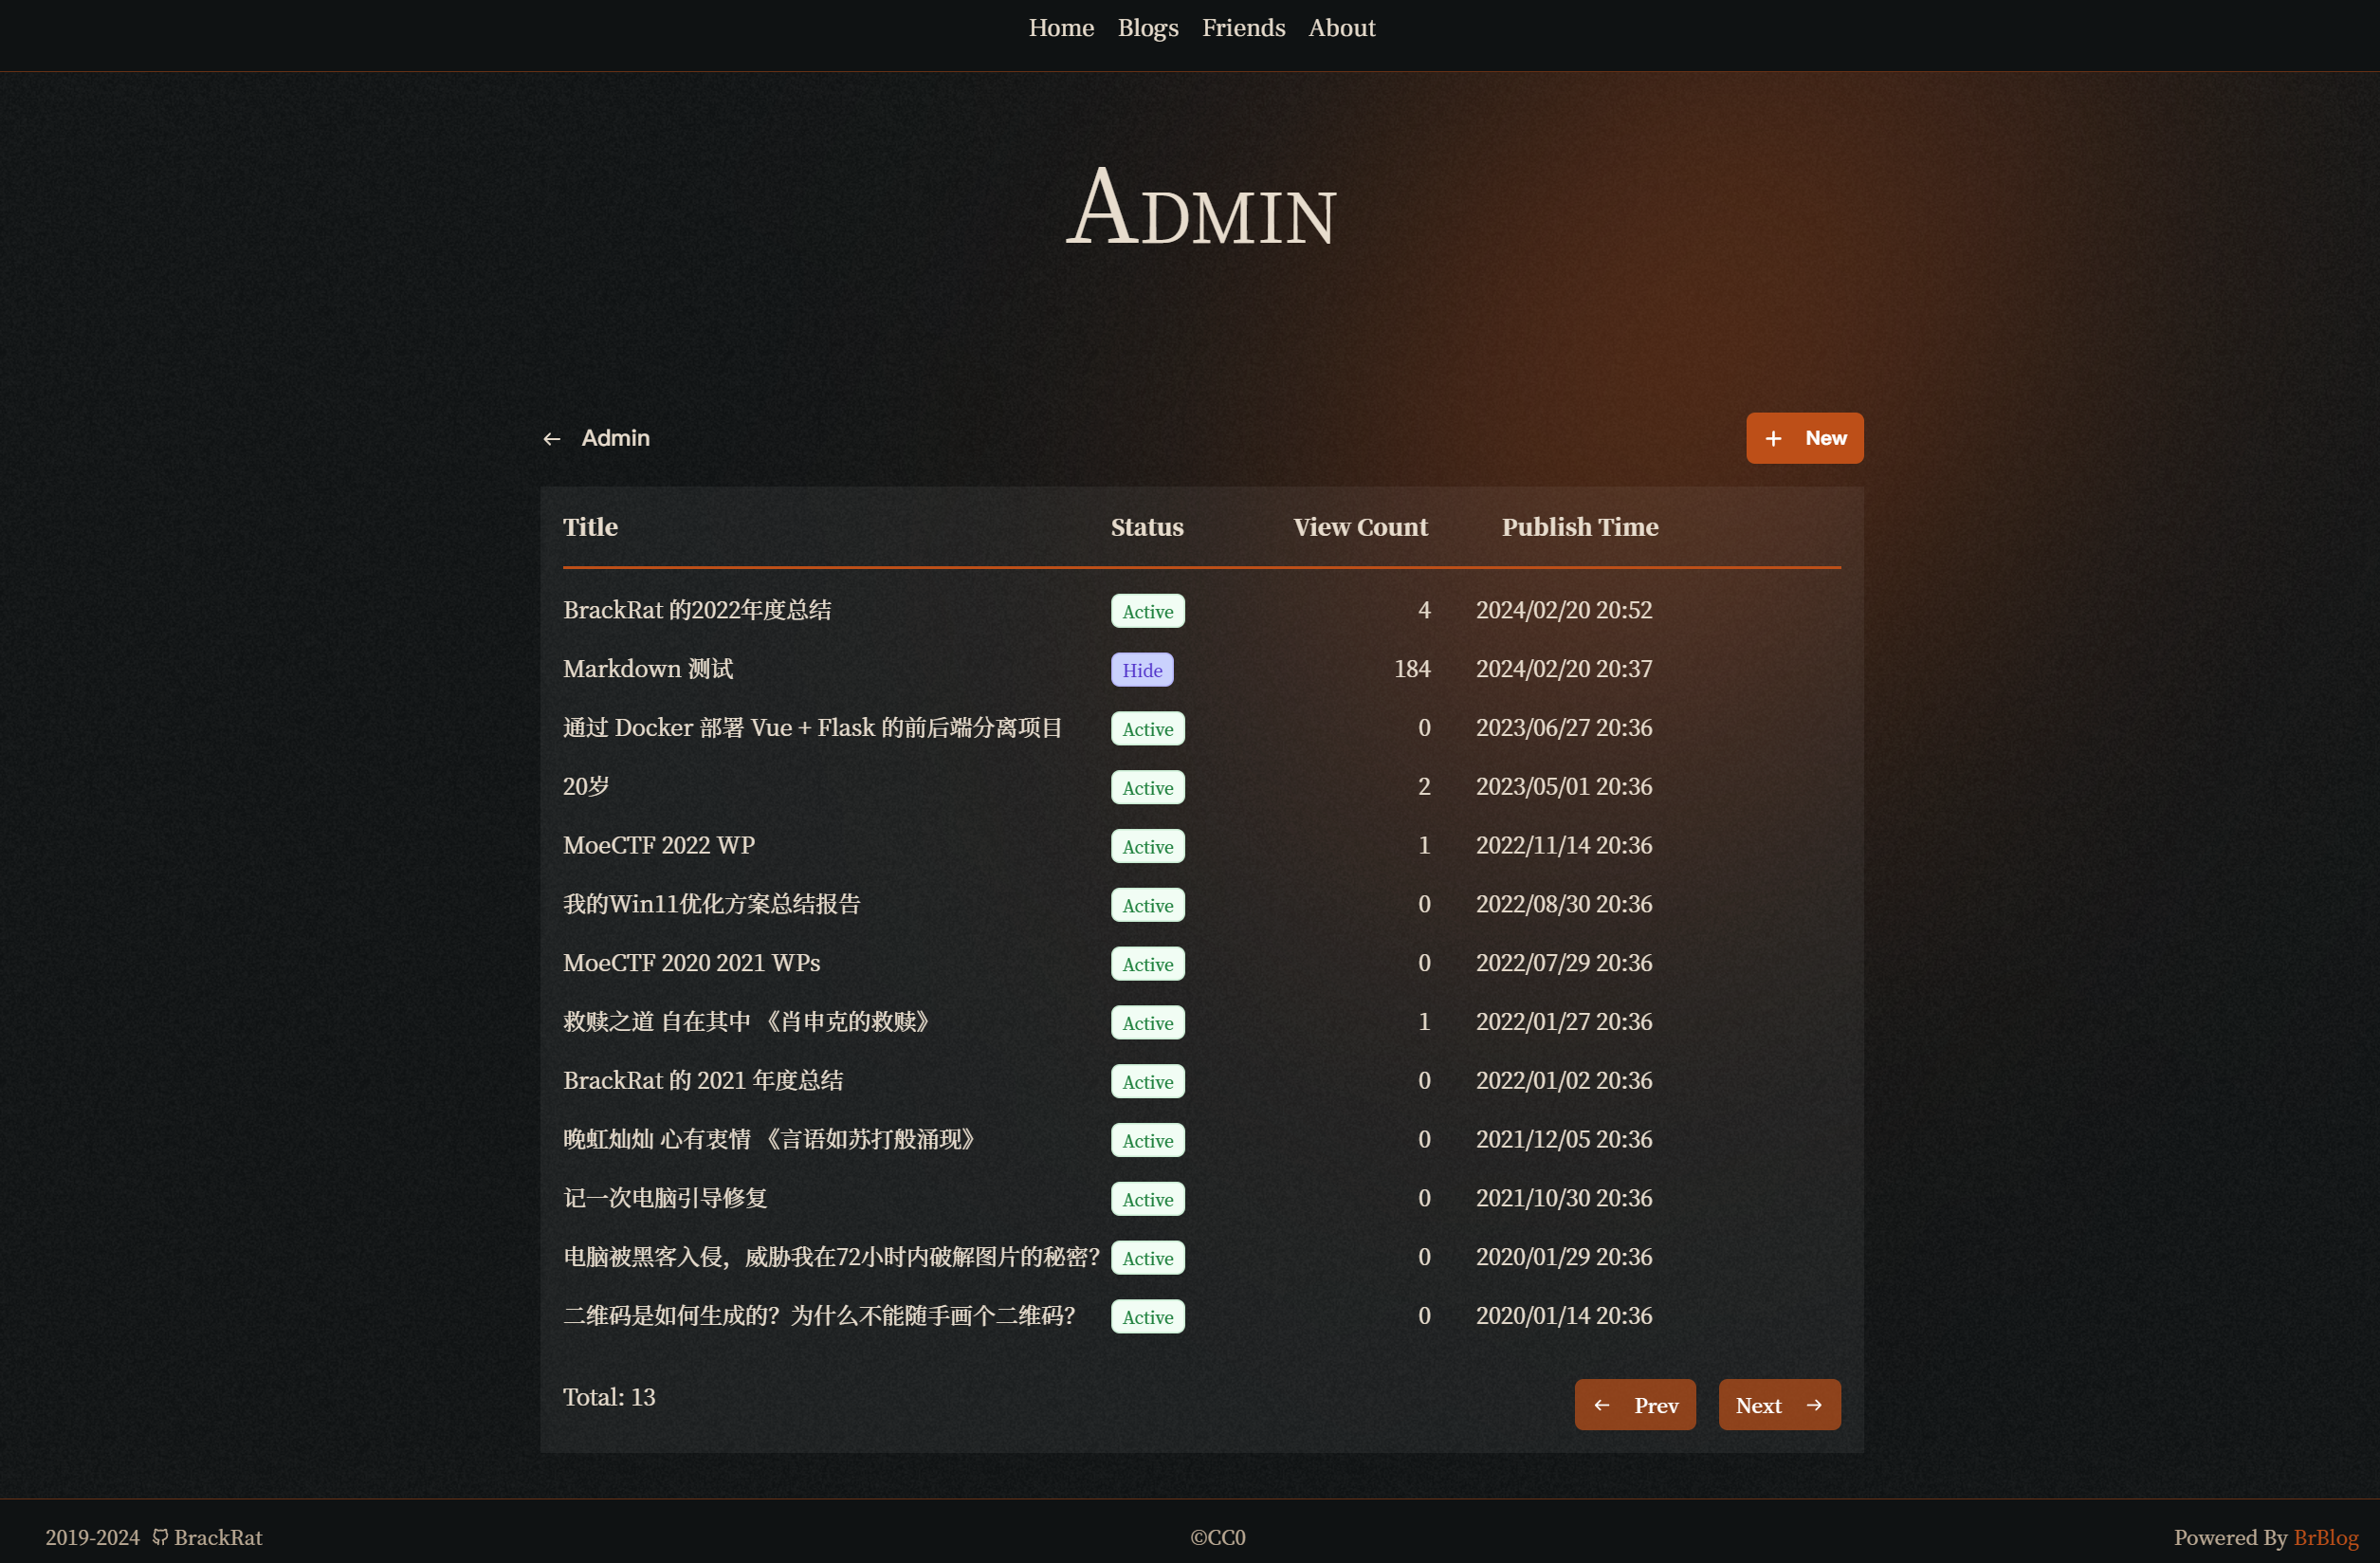 Home Blogs Friends About
Admin
← Admin
+ New
Title Status View Count Publish Time
BrackRat 的2022年度总结 Active 4 2024/02/20 20:52
Markdown 测试 Hide 184 2024/02/20 20:37
通过 Docker 部署 Vue + Flask 的前后端分离项目 Active 0 2023/06/27 20:36
20岁 Active 2 2023/05/01 20:36
MoeCTF 2022 WP Active 1 2022/11/14 20:36
我的Win11优化方案总结报告 Active 0 2022/08/30 20:36
MoeCTF 2020 2021 WPs Active 0 2022/07/29 20:36
救赎之道 自在其中 《肖申克的救赎》 Active 1 2022/01/27 20:36
BrackRat 的 2021 年度总结 Active 0 2022/01/02 20:36
晚虹灿灿 心有衷情 《言语如苏打般涌现》 Active 0 2021/12/05 20:36
记一次电脑引导修复 Active 0 2021/10/30 20:36
电脑被黑客入侵，威胁我在72小时内破解图片的秘密？ Active 0 2020/01/29 20:36
二维码是如何生成的？为什么不能随手画个二维码？ Active 0 2020/01/14 20:36
Total: 13
← Prev Next →
2019-2024 BrackRat ©CC0 Powered By BrBlog